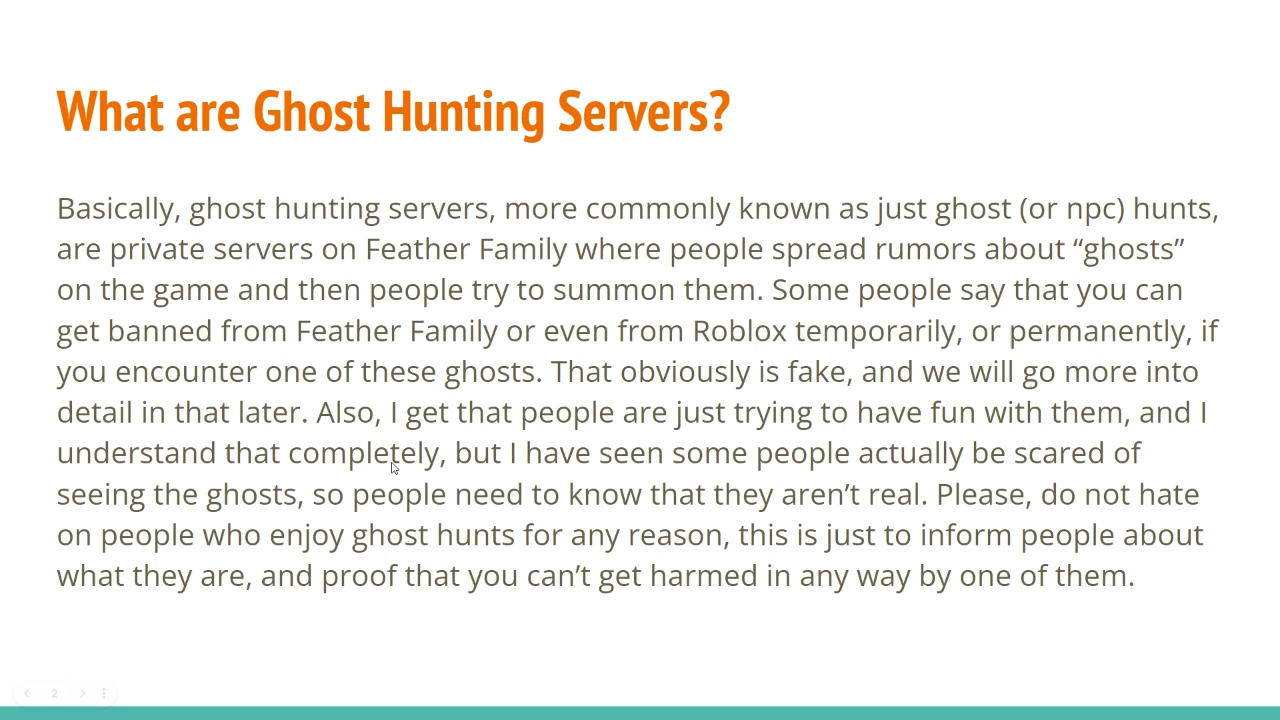 What are Ghost Hunting Servers?
Basically, ghost hunting servers, more commonly known as just ghost (or npc) hunts,
are private servers on Feather Family where people spread rumors about “ghosts”
on the game and then people try to summon them. Some people say that you can
get banned from Feather Family or even from Roblox temporarily, or permanently, if
you encounter one of these ghosts. That obviously is fake, and we will go more into
detail in that later. Also, I get that people are just trying to have fun with them, and I
understand that completely, but I have seen some people actually be scared of
seeing the ghosts, so people need to know that they aren’t real. Please, do not hate
on people who enjoy ghost hunts for any reason, this is just to inform people about
what they are, and proof that you can’t get harmed in any way by one of them.
2